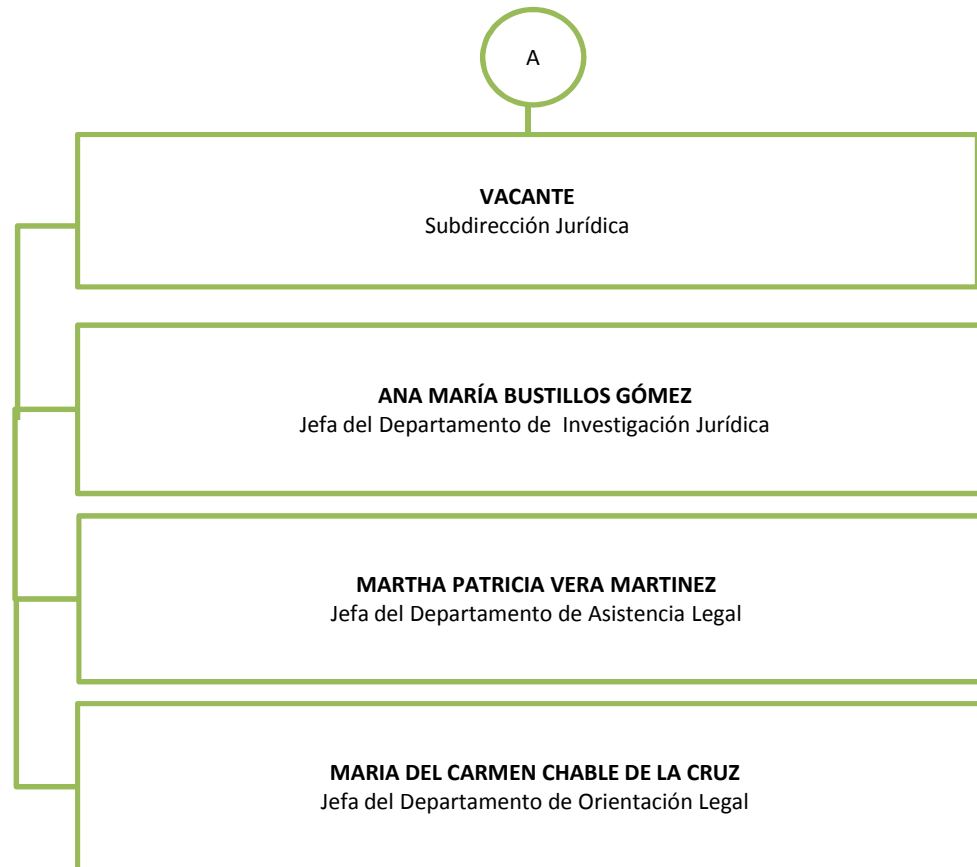 A
VACANTE
Subdirección Jurídica
ANA MARÍA BUSTILLOS GÓMEZ
Jefa del Departamento de  Investigación Jurídica
MARTHA PATRICIA VERA MARTINEZ
Jefa del Departamento de Asistencia Legal
MARIA DEL CARMEN CHABLE DE LA CRUZ
Jefa del Departamento de Orientación Legal